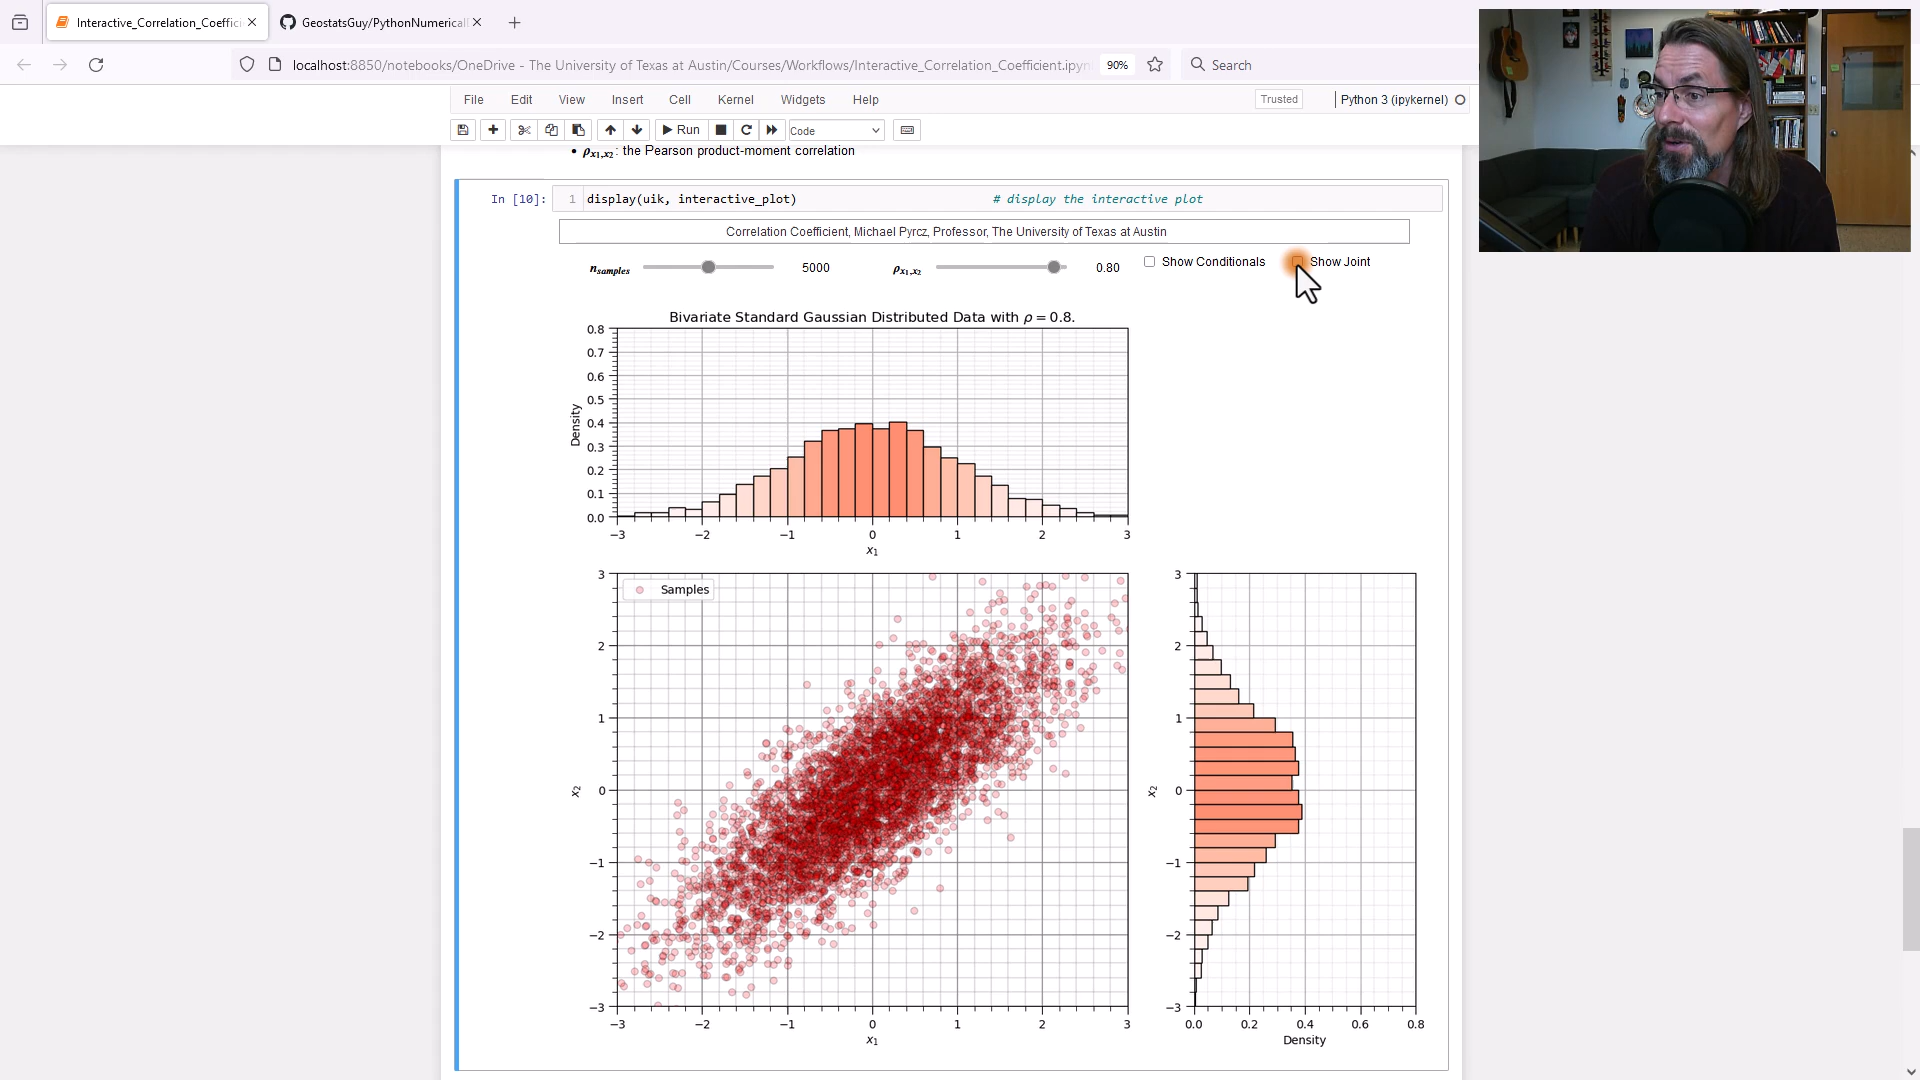 Interactive_Correlation_Coeffici
GeostatsGuy/PythonNumericalI
localhost:8850/notebooks/OneDrive - The University of Texas at Austin/Courses/Workflows/Interactive_Correlation_Coefficient.ipyn
90%
Search
File Edit View Insert Cell Kernel Widgets Help
Trusted
Python 3 (ipykernel)
Run
Code
• ρx1,x2: the Pearson product-moment correlation
In [10]:
1 display(uik, interactive_plot) # display the interactive plot
Correlation Coefficient, Michael Pyrcz, Professor, The University of Texas at Austin
nsamples 5000 ρx1,x2 0.80 Show Conditionals Show Joint
Bivariate Standard Gaussian Distributed Data with ρ = 0.8.
0.8
0.7
0.6
0.5
0.4
0.3
0.2
0.1
0.0
Density
−3 −2 −1 0 1 2 3
x1
Samples
3
2
1
0
−1
−2
−3
x2
−3 −2 −1 0 1 2 3
x1
3
2
1
0
−1
−2
−3
x2
0.0 0.2 0.4 0.6 0.8
Density